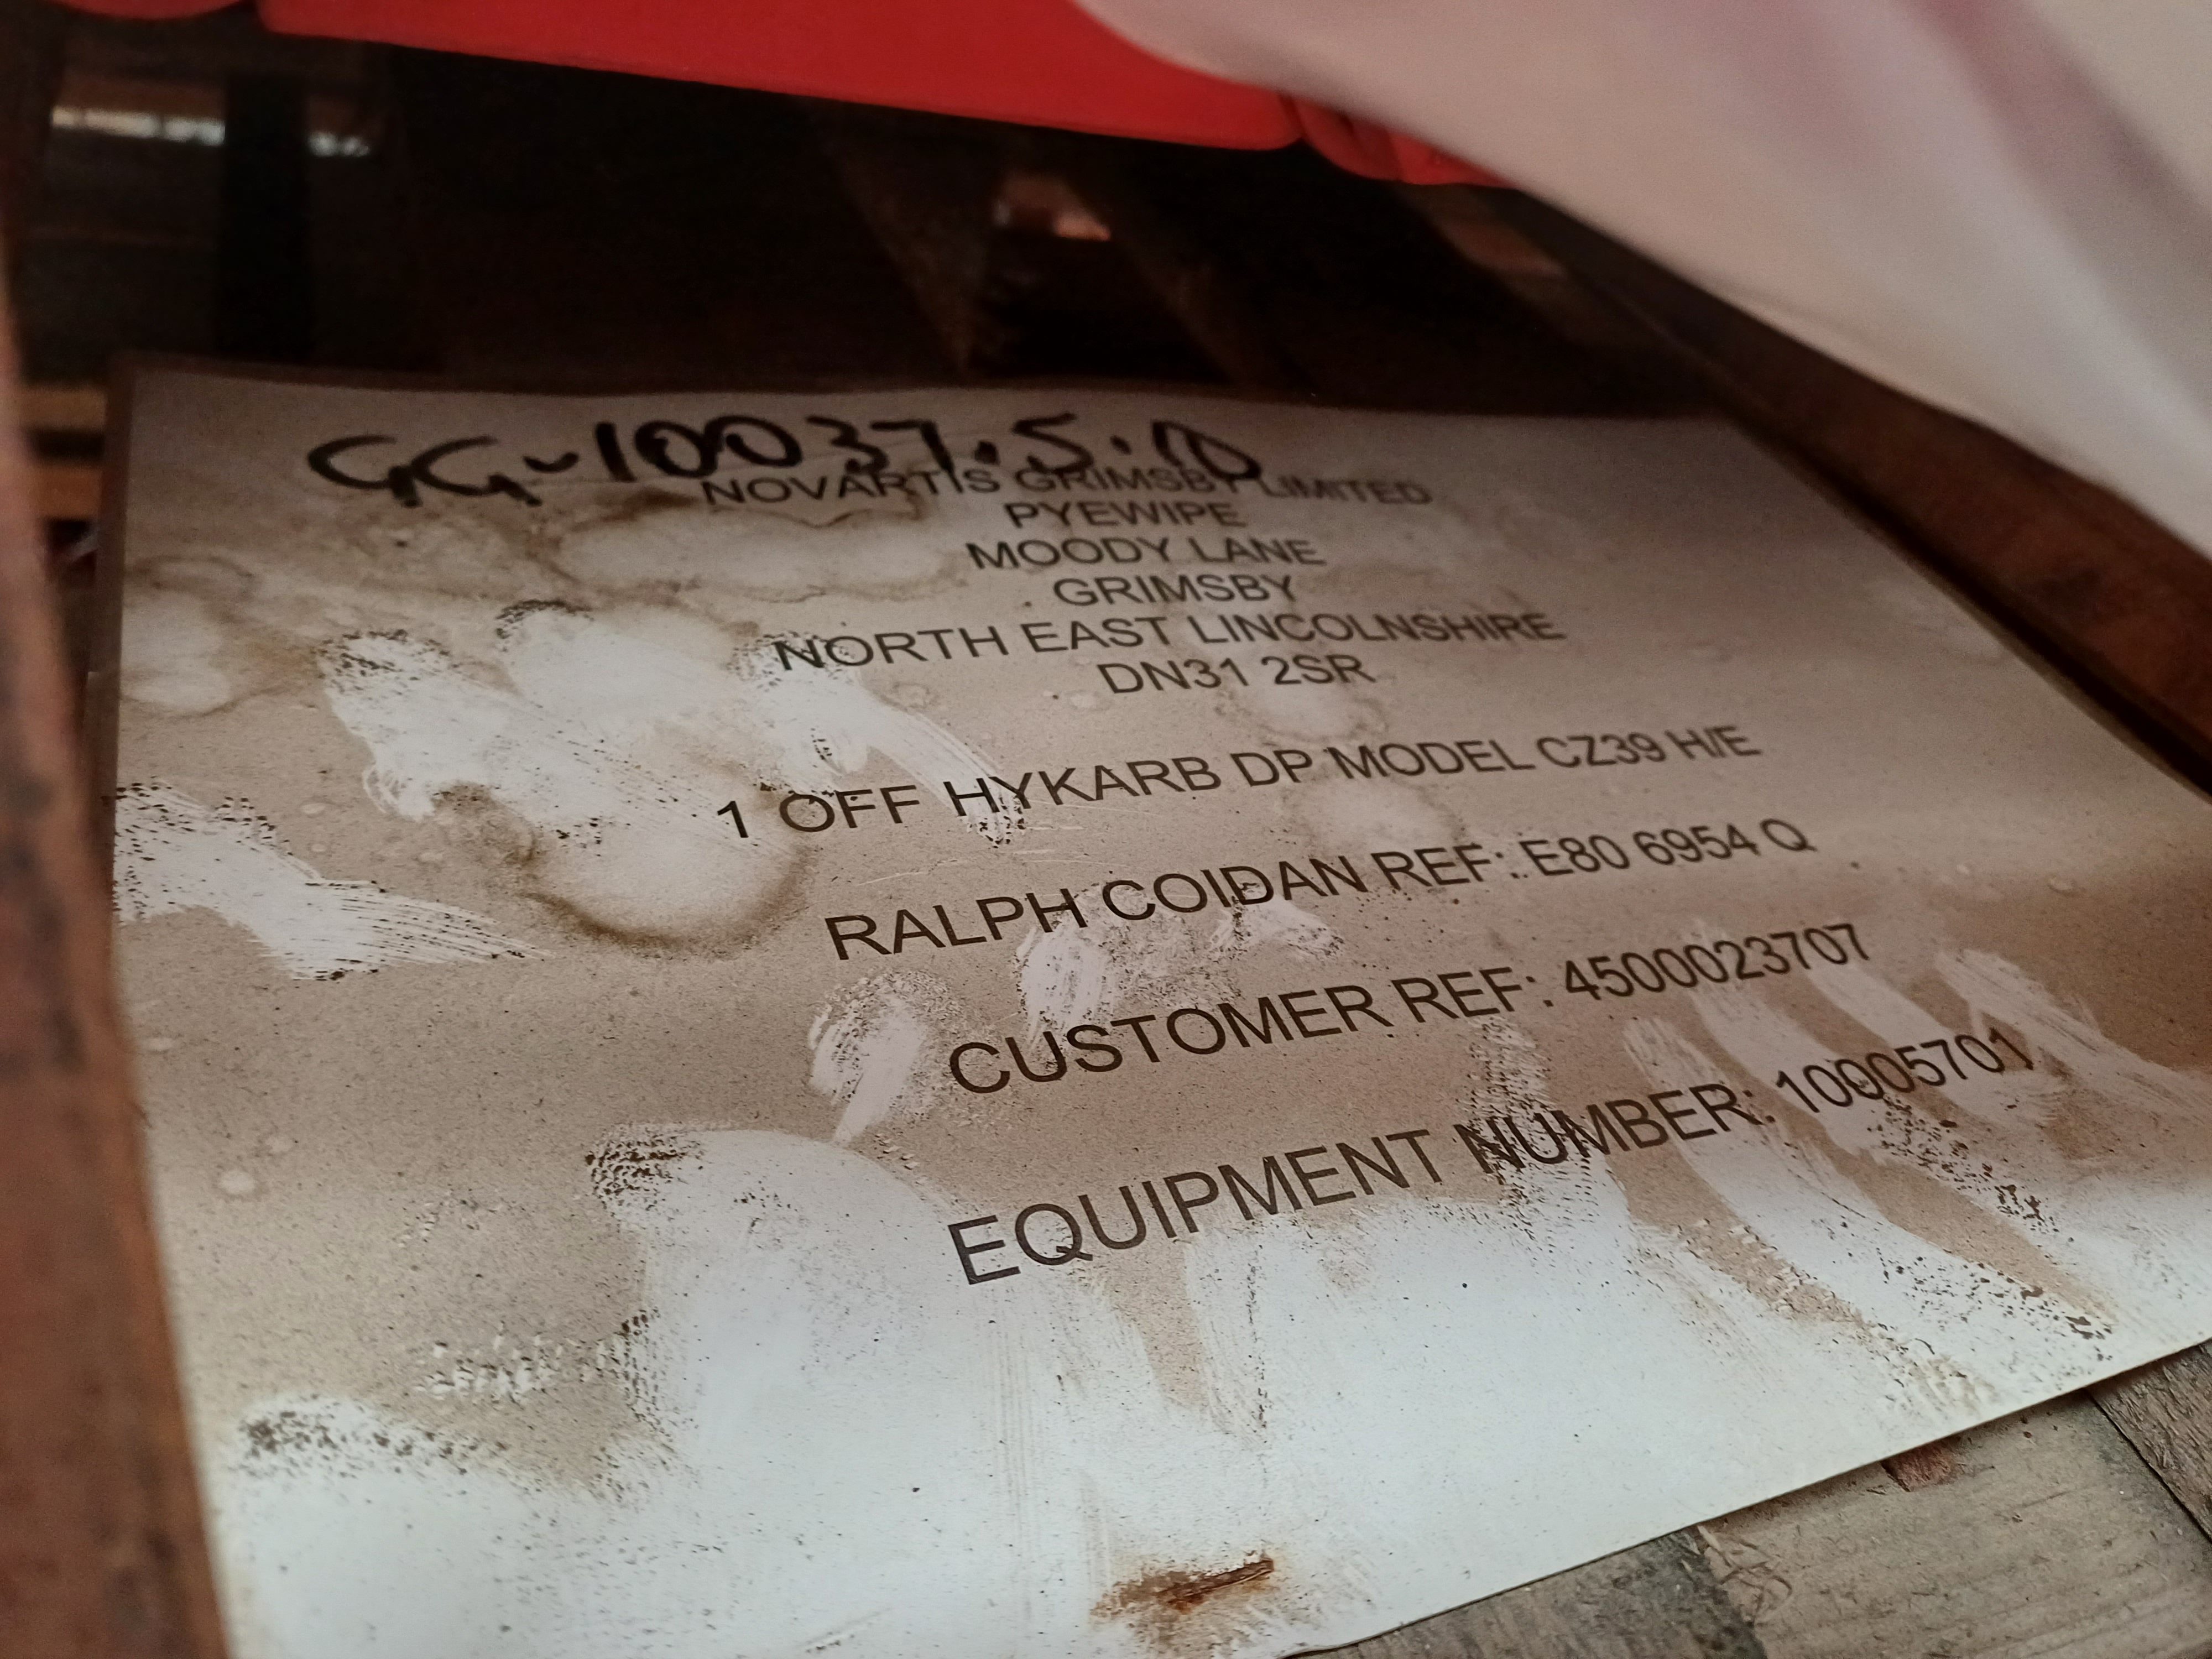 GG-10037.5.10
NOVARTIS GRIMSBY LIMITED
PYEWIPE
MOODY LANE
GRIMSBY
NORTH EAST LINCOLNSHIRE
DN31 2SR
1 OFF HYKARB DP MODEL CZ39 H/E
RALPH COIDAN REF: E80 6954 Q
CUSTOMER REF: 4500023707
EQUIPMENT NUMBER: 10005701